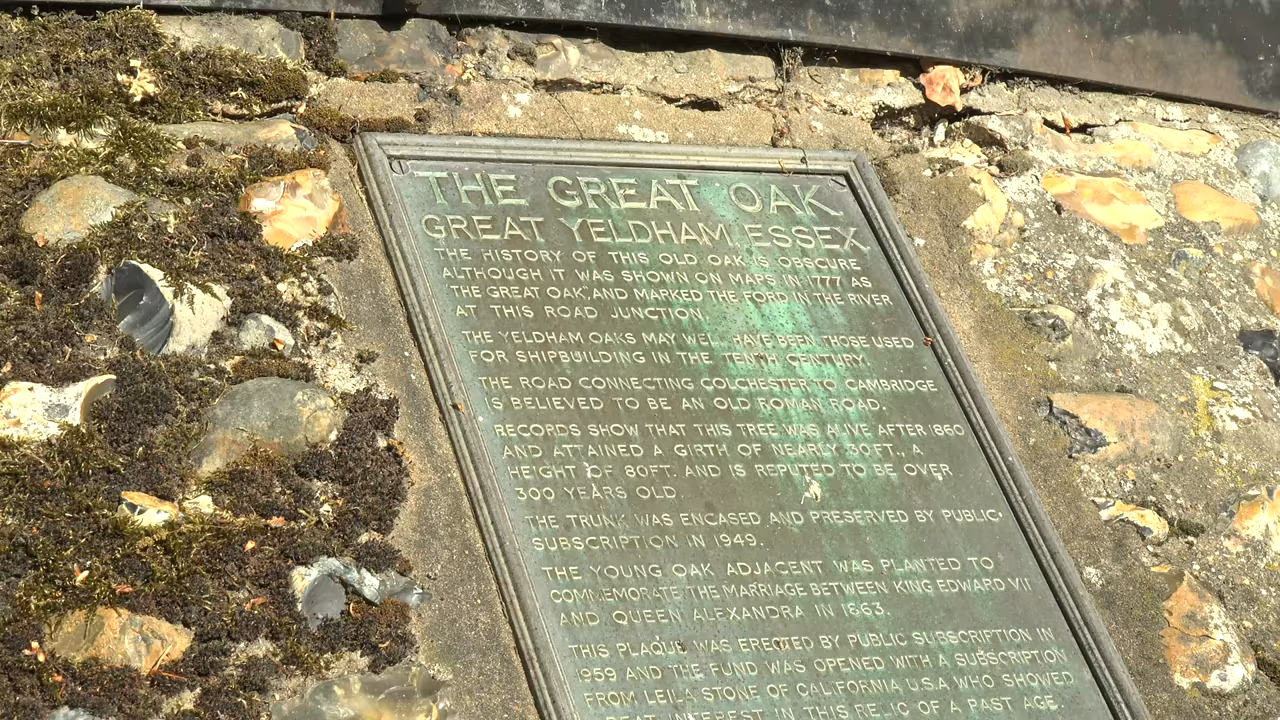 THE GREAT OAK
GREAT YELDHAM, ESSEX
THE HISTORY OF THIS OLD OAK IS OBSCURE
ALTHOUGH IT WAS SHOWN ON MAPS IN 1777 AS
"THE GREAT OAK", AND MARKED THE FORD IN THE RIVER
AT THIS ROAD JUNCTION.
THE YELDHAM OAKS MAY WELL HAVE BEEN THOSE USED
FOR SHIPBUILDING IN THE TENTH CENTURY.
THE ROAD CONNECTING COLCHESTER TO CAMBRIDGE
IS BELIEVED TO BE AN OLD ROMAN ROAD.
RECORDS SHOW THAT THIS TREE WAS ALIVE AFTER 1860
AND ATTAINED A GIRTH OF NEARLY 30FT., A
HEIGHT OF 80FT. AND IS REPUTED TO BE OVER
300 YEARS OLD.
THE TRUNK WAS ENCASED AND PRESERVED BY PUBLIC
SUBSCRIPTION IN 1949.
THE YOUNG OAK ADJACENT WAS PLANTED TO
COMMEMORATE THE MARRIAGE BETWEEN KING EDWARD VII
AND QUEEN ALEXANDRA IN 1863.
THIS PLAQUE WAS ERECTED BY PUBLIC SUBSCRIPTION IN
1959 AND THE FUND WAS OPENED WITH A SUBSCRIPTION
FROM LEILA STONE OF CALIFORNIA U.S.A WHO SHOWED
INTEREST IN THIS RELIC OF A PAST AGE.